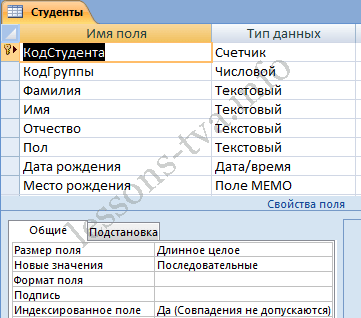 Студенты
Имя поля Тип данных
КодСтудента Счетчик
КодГруппы Числовой
Фамилия Текстовый
Имя Текстовый
Отчество Текстовый
Пол Текстовый
Дата рождения Дата/время
Место рождения Поле МЕМО
Свойства поля
Общие Подстановка
Размер поля Длинное целое
Новые значения Последовательные
Формат поля
Подпись
Индексированное поле Да (Совпадения не допускаются)
lessons-tva.info